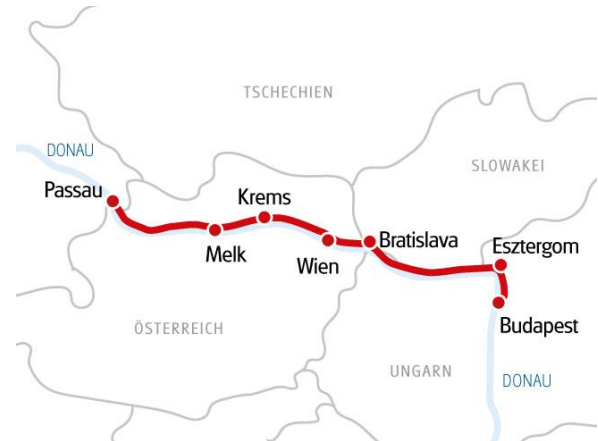 TSCHECHIEN
DONAU
SLOWAKEI
Passau
Krems
Melk
Wien
Bratislava
Esztergom
ÖSTERREICH
Budapest
UNGARN
DONAU